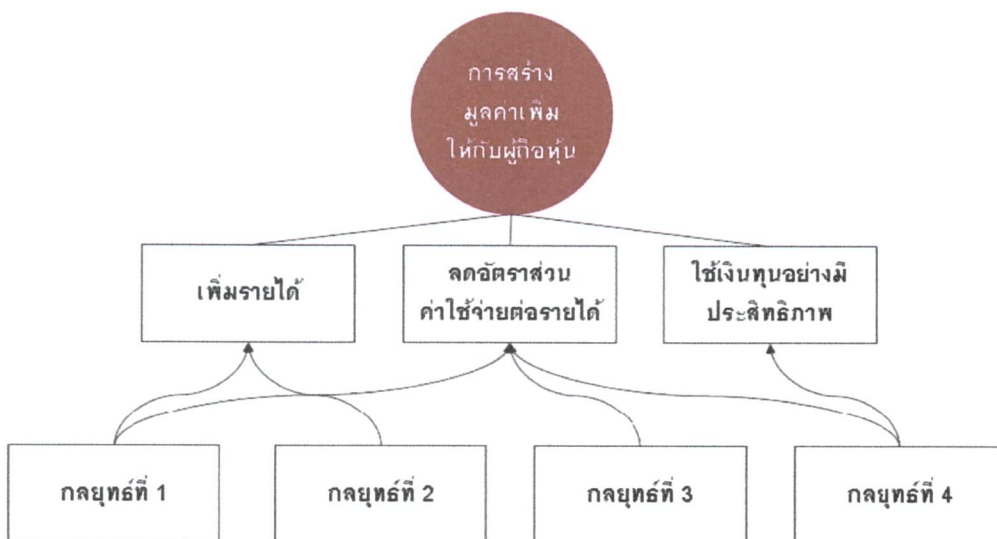 การสร้าง
มูลค่าเพิ่ม
ให้กับผู้ถือหุ้น
เพิ่มรายได้
ลดอัตราส่วน
ค่าใช้จ่ายต่อรายได้
ใช้เงินทุนอย่างมี
ประสิทธิภาพ
กลยุทธ์ที่ 1
กลยุทธ์ที่ 2
กลยุทธ์ที่ 3
กลยุทธ์ที่ 4